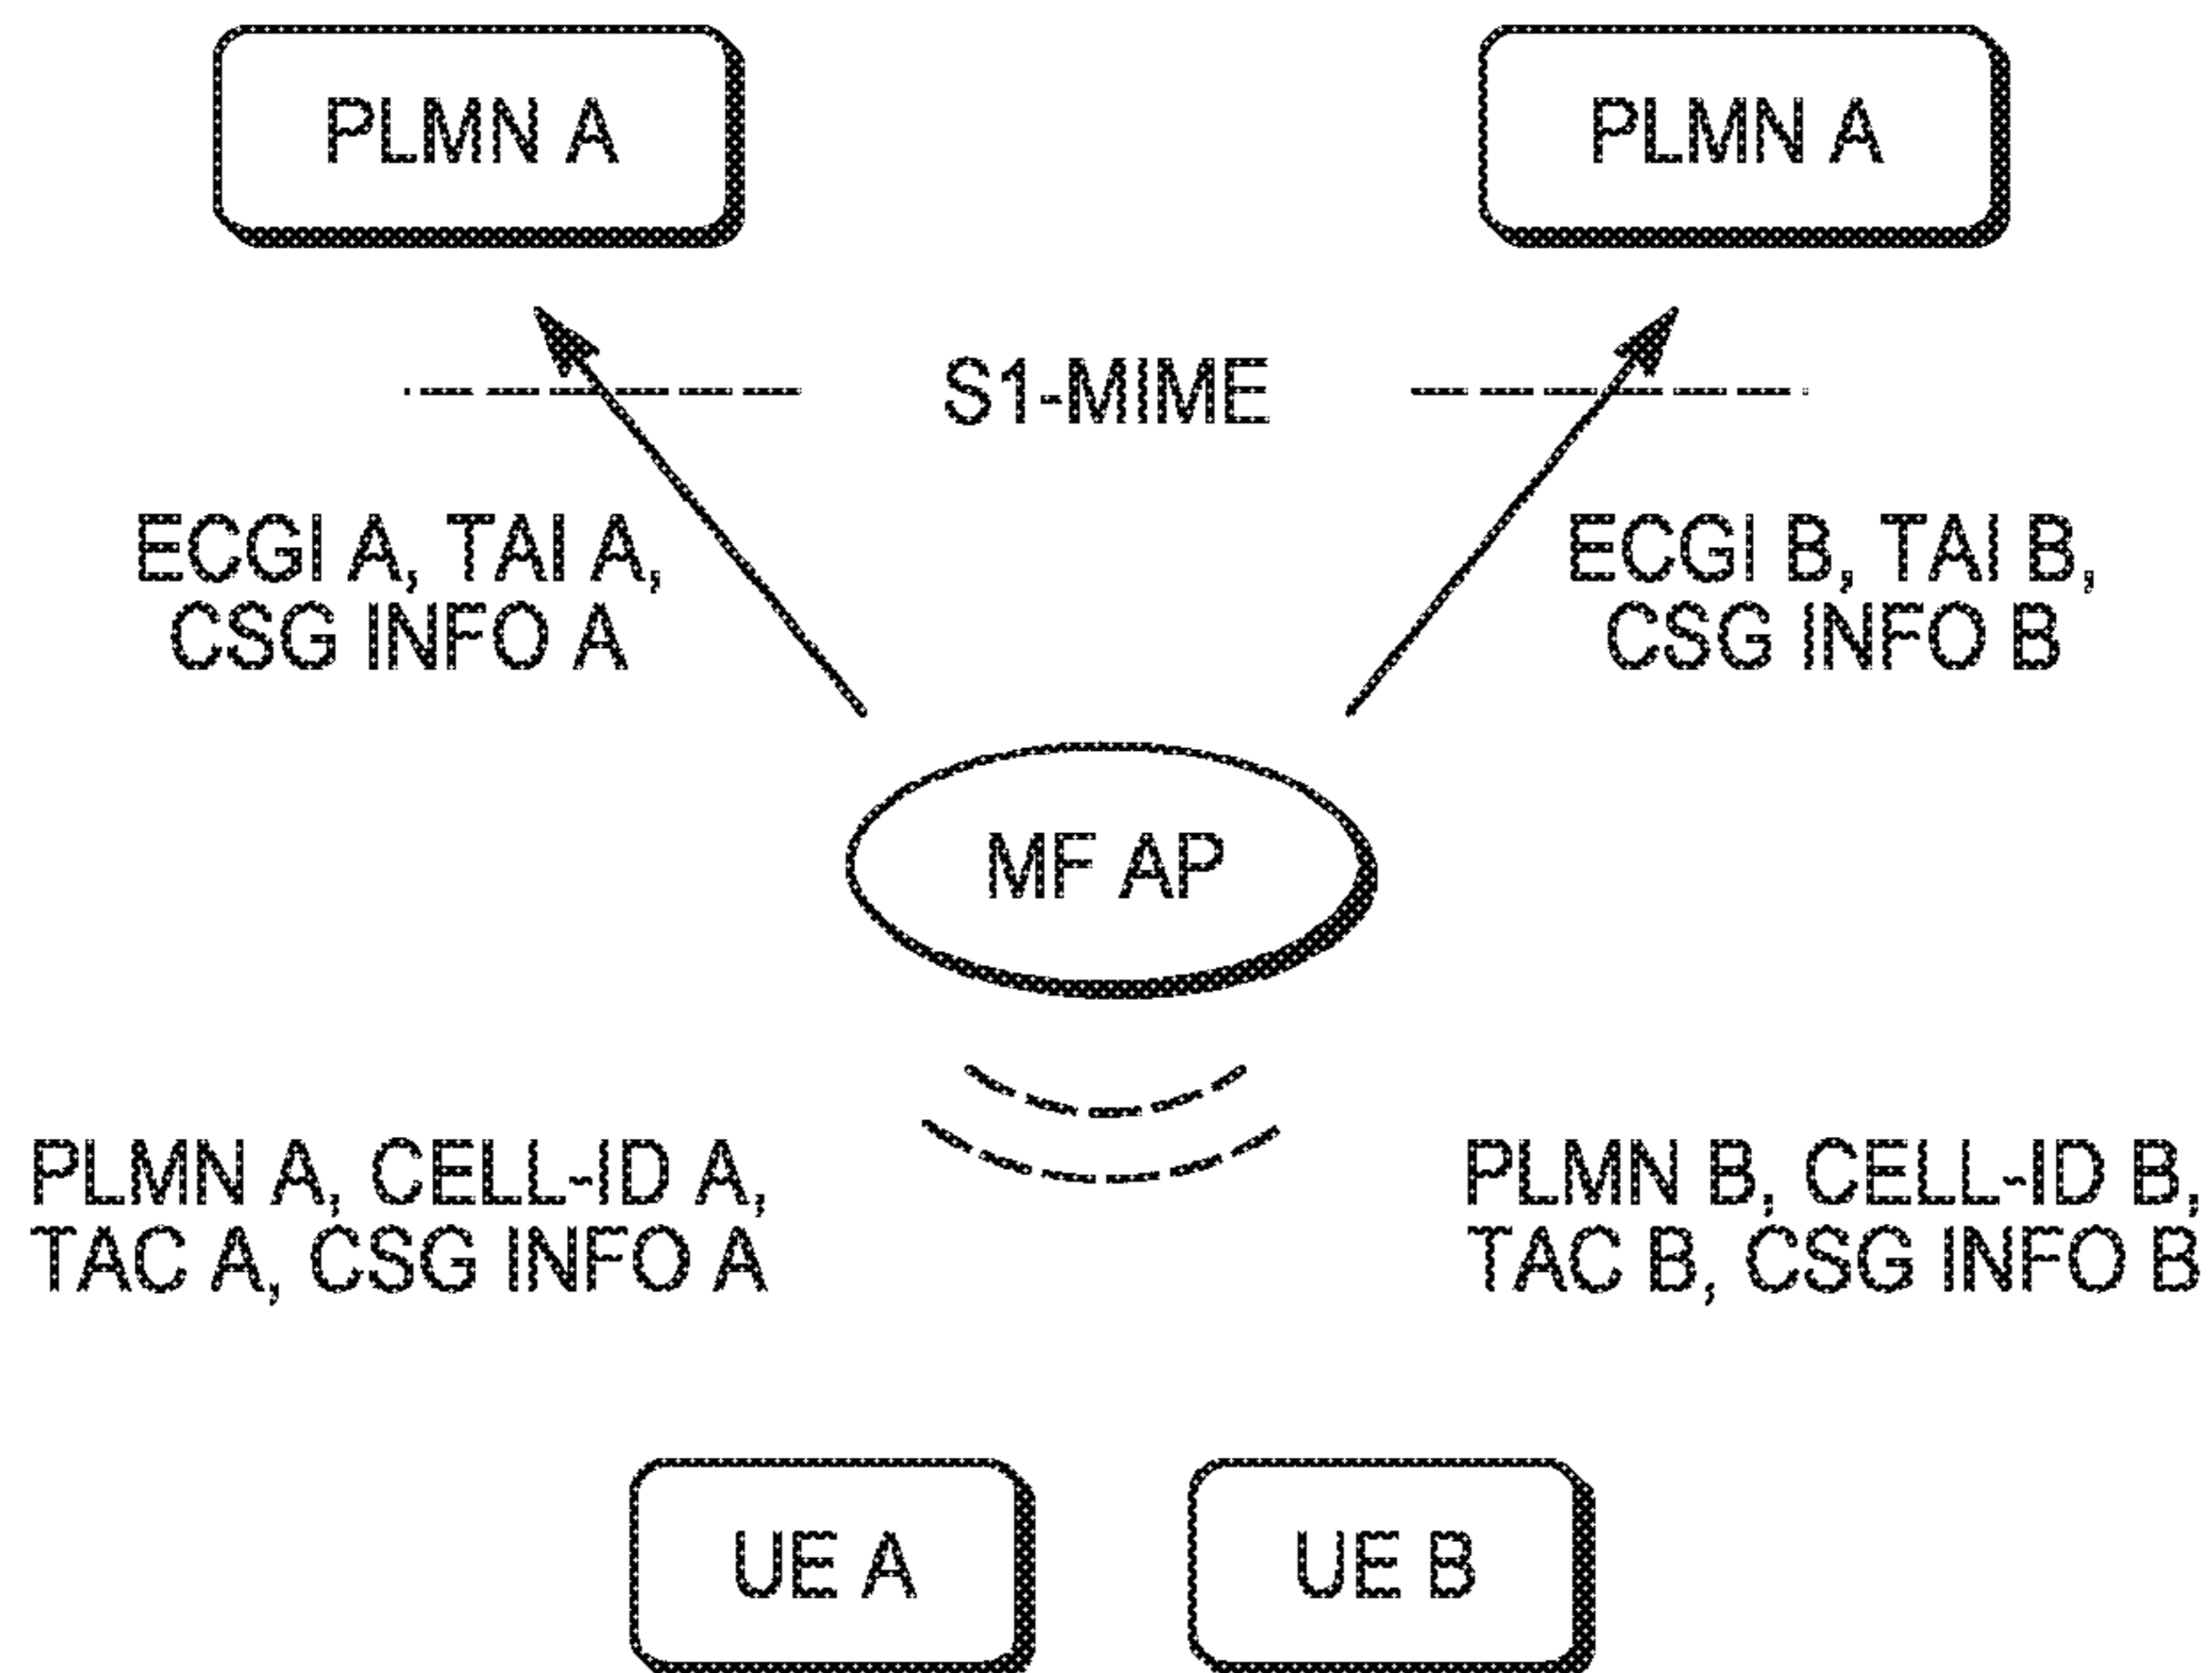 PLMN A
PLMN A
S1-MIME
ECGI A, TAI A,
CSG INFO A
ECGI B, TAI B,
CSG INFO B
MF AP
PLMN A, CELL-ID A,
TAC A, CSG INFO A
PLMN B, CELL-ID B,
TAC B, CSG INFO B
UE A
UE B